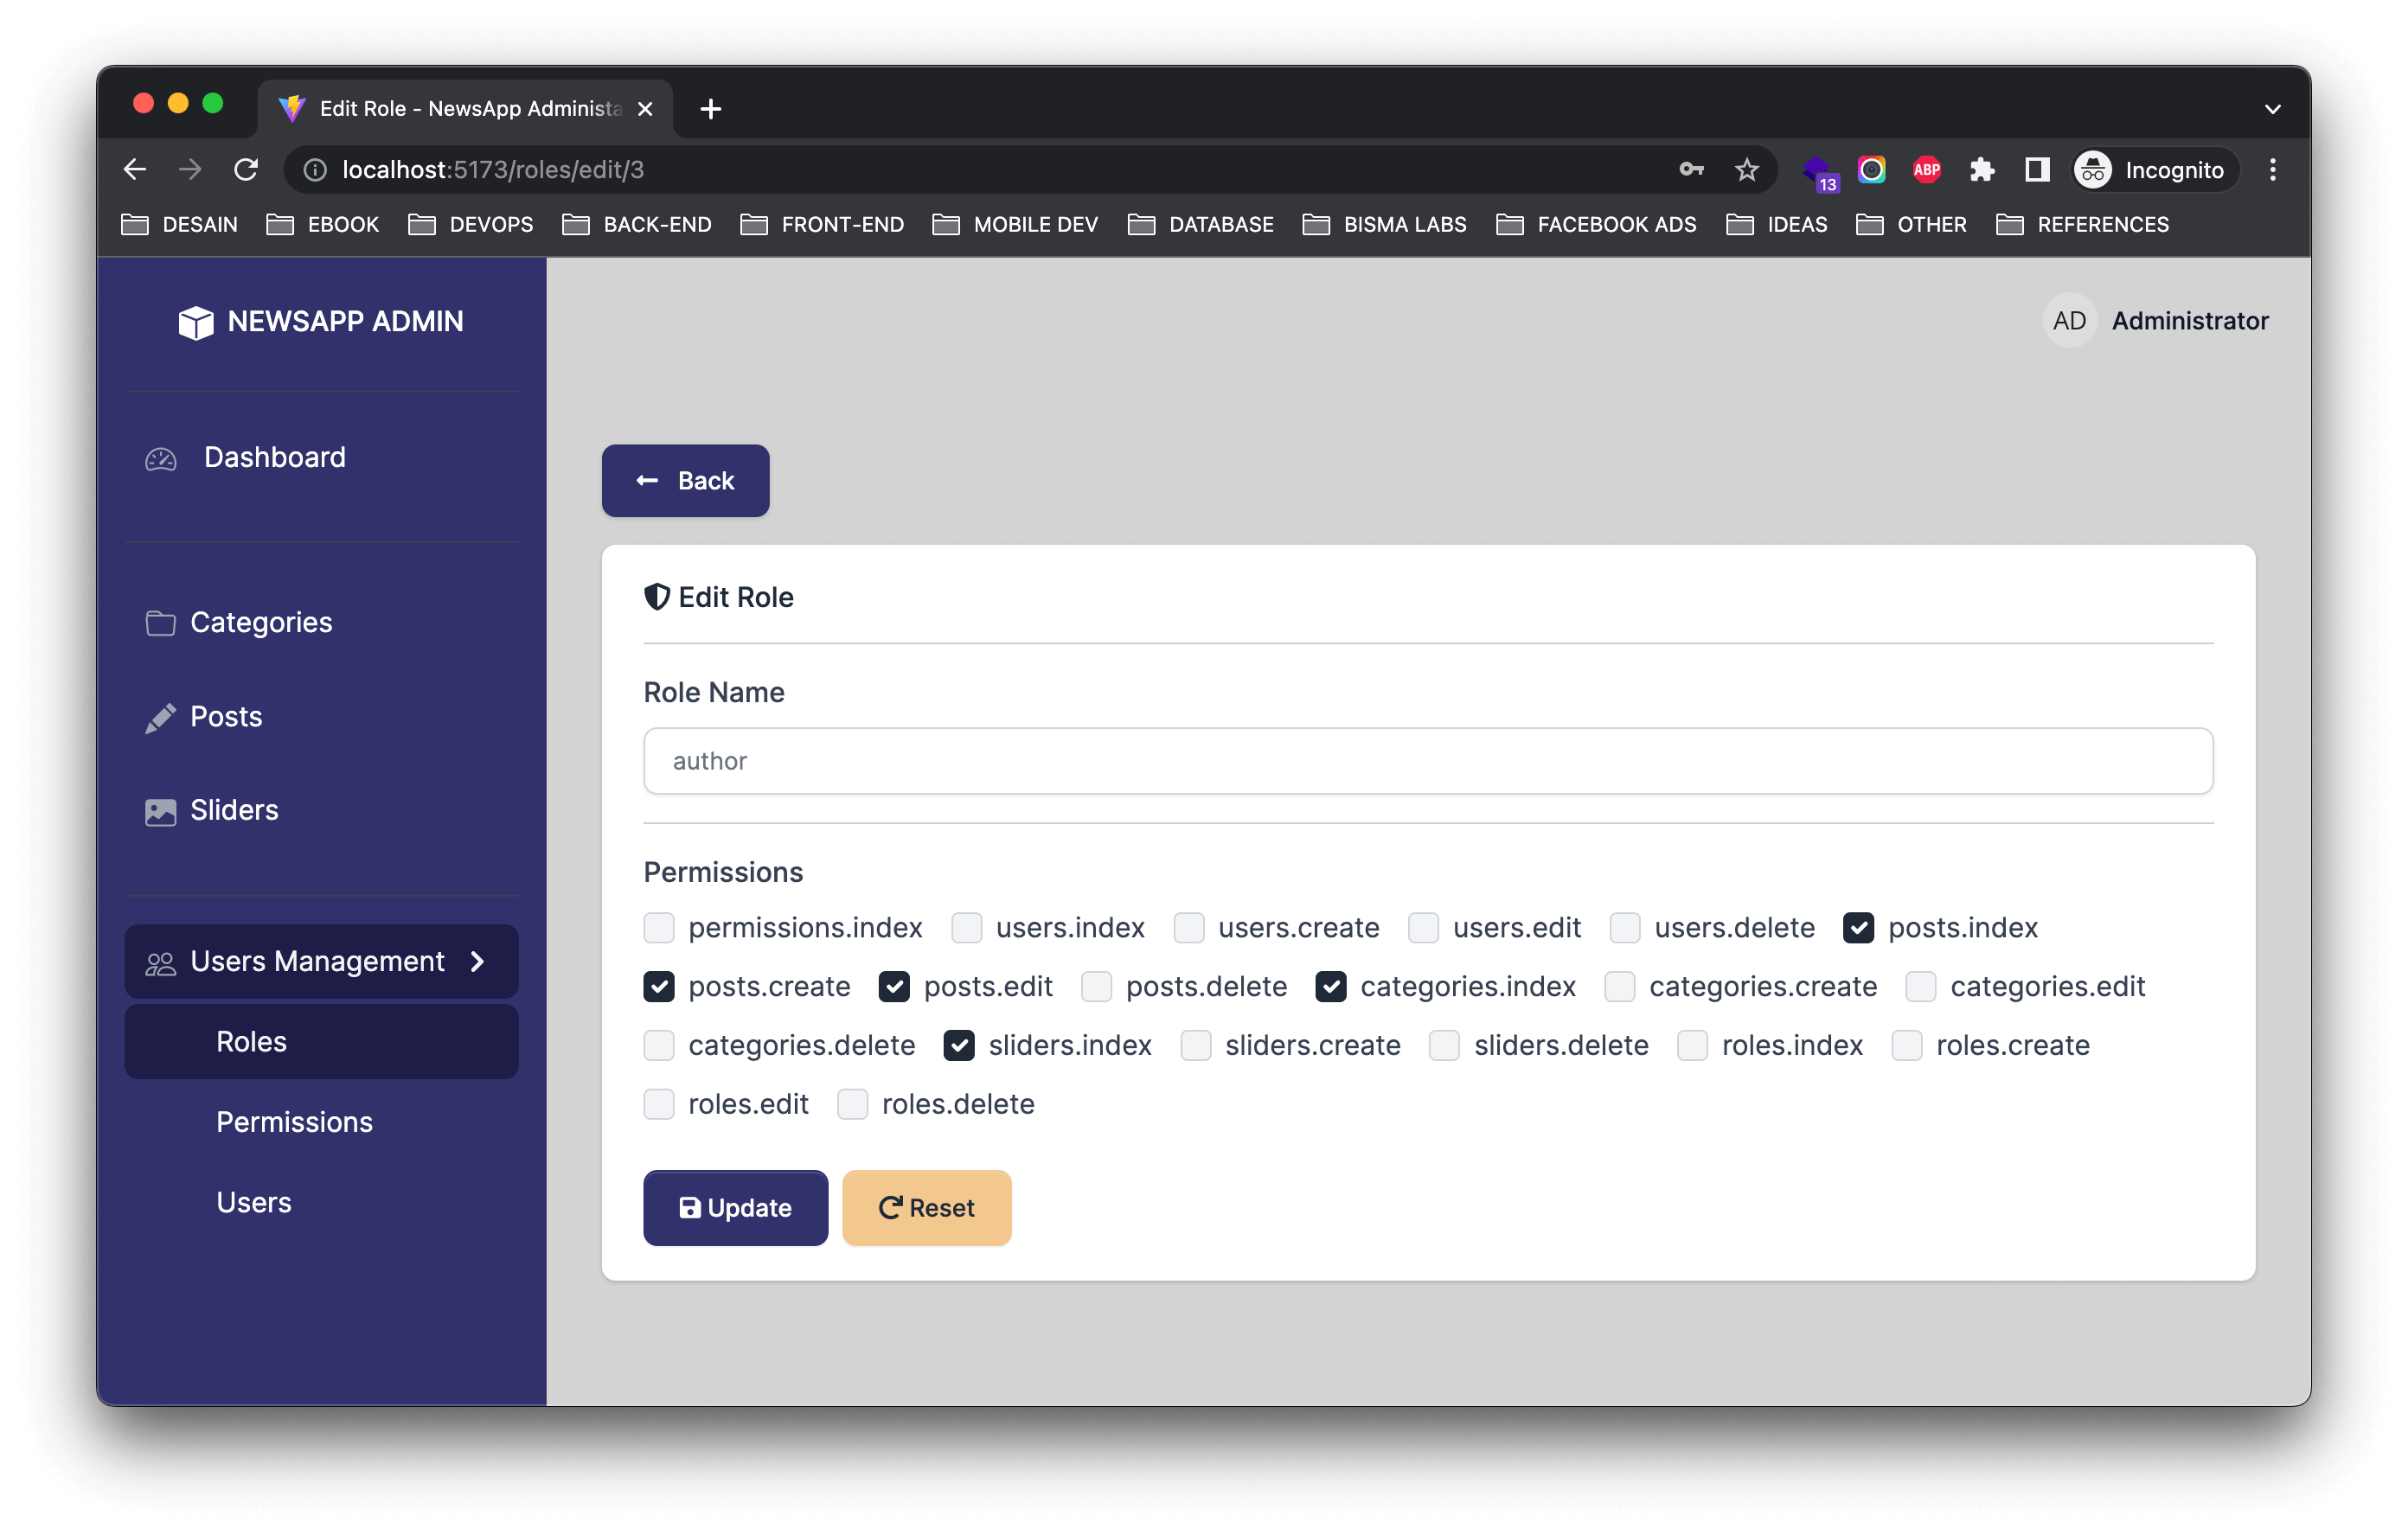 Edit Role - NewsApp Administa
localhost:5173/roles/edit/3
13
ABP
Incognito
DESAIN EBOOK DEVOPS BACK-END FRONT-END MOBILE DEV DATABASE BISMA LABS FACEBOOK ADS IDEAS OTHER REFERENCES
NEWSAPP ADMIN
AD Administrator
Dashboard
Categories
Posts
Sliders
Users Management
Roles
Permissions
Users
Back
Edit Role
Role Name
author
Permissions
permissions.index users.index users.create users.edit users.delete posts.index
posts.create posts.edit posts.delete categories.index categories.create categories.edit
categories.delete sliders.index sliders.create sliders.delete roles.index roles.create
roles.edit roles.delete
Update Reset